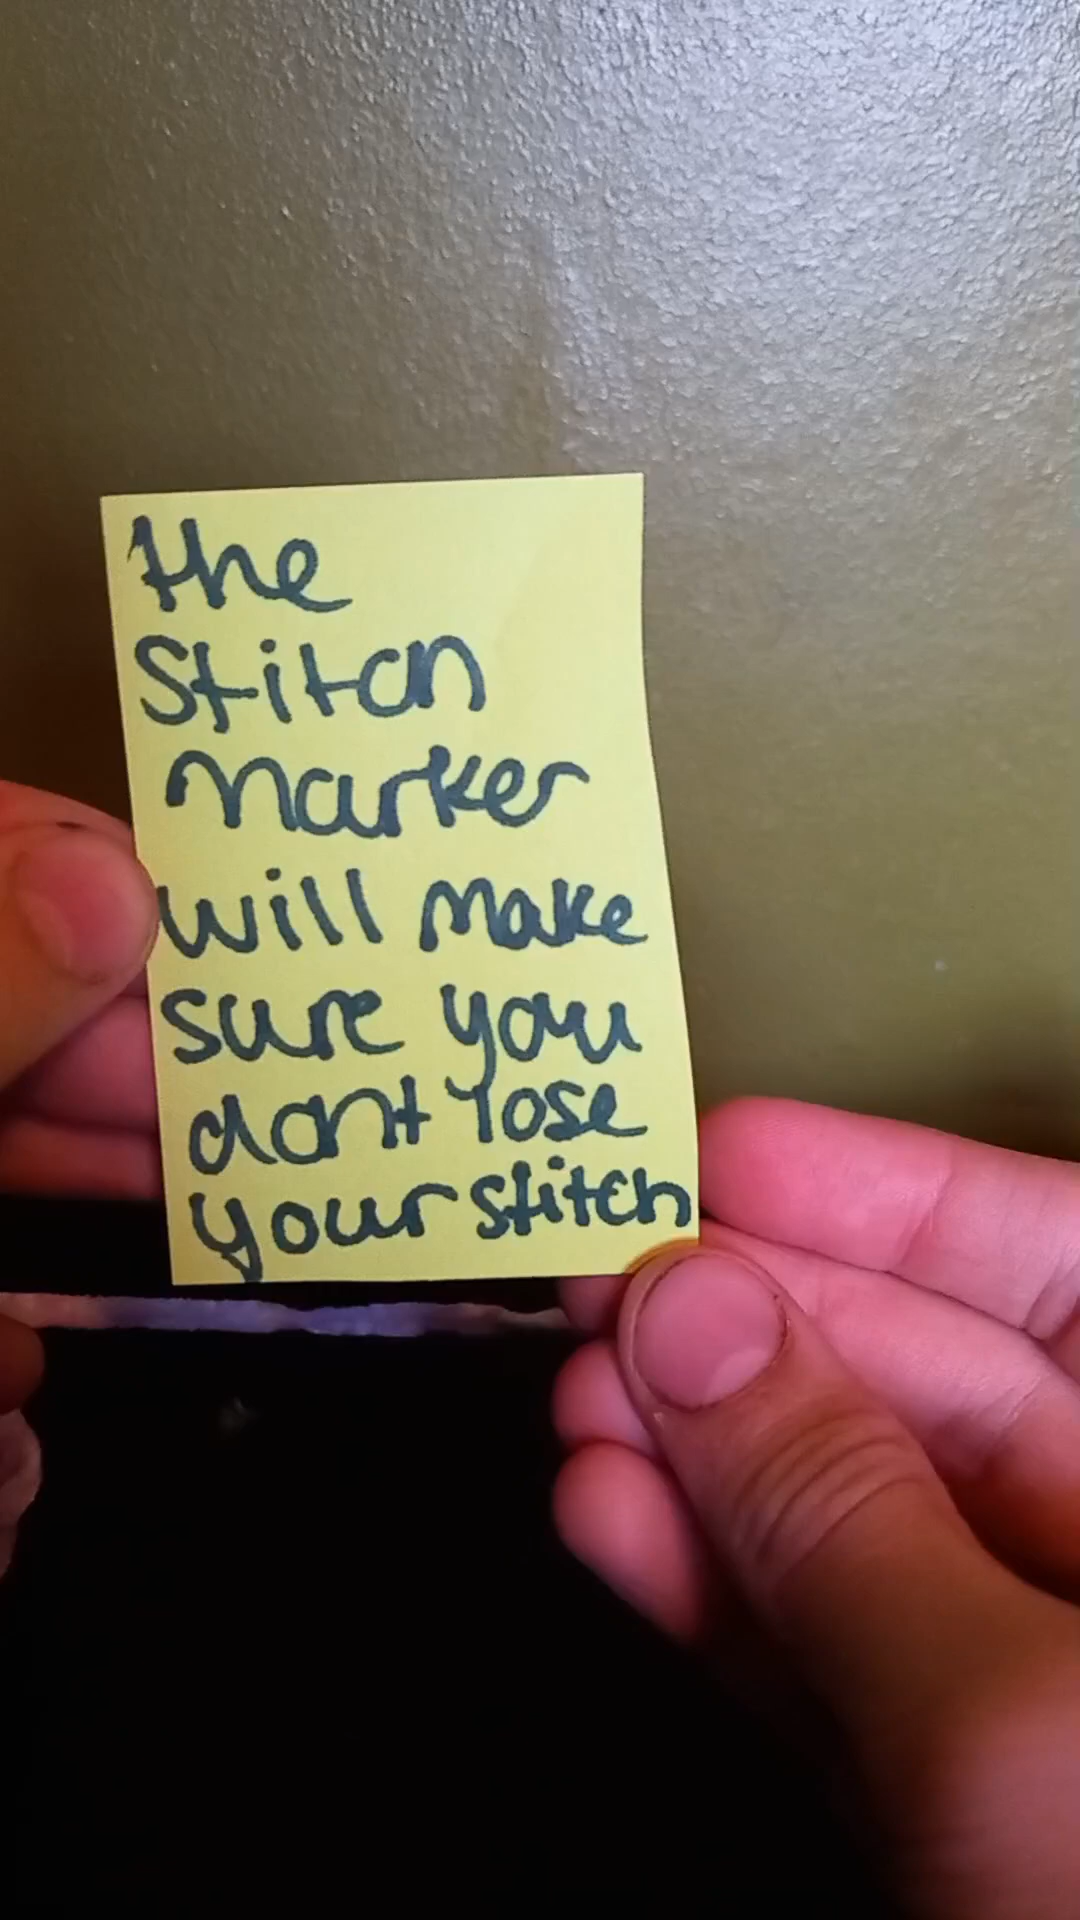 the
Stitch
marker
will make
sure you
dont lose
your stitch